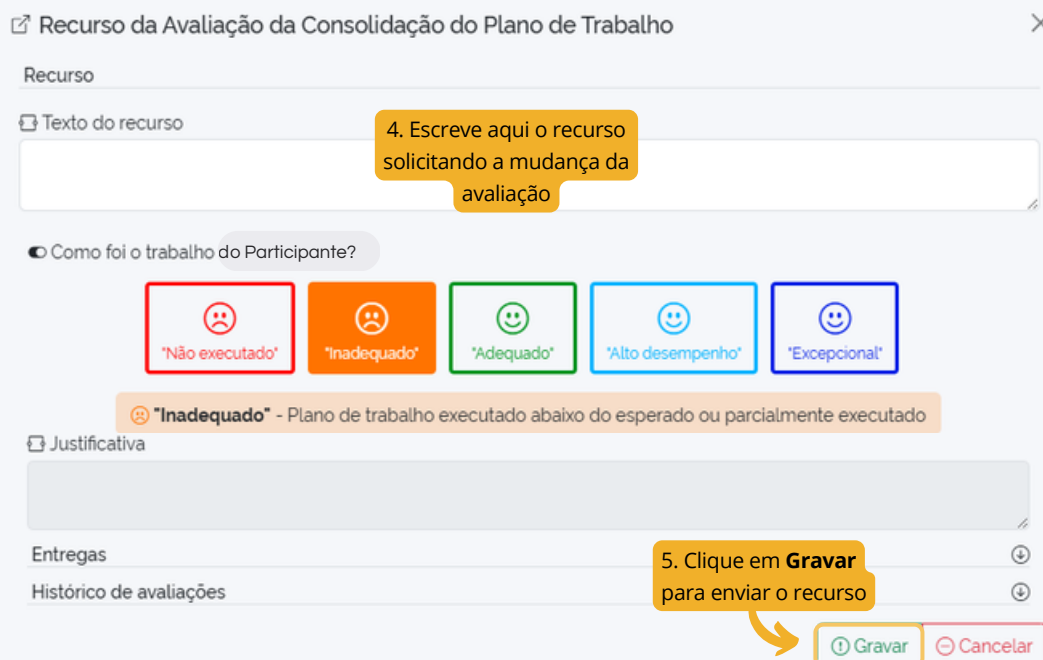 Recurso da Avaliação da Consolidação do Plano de Trabalho
Recurso
Texto do recurso
4. Escreve aqui o recurso
solicitando a mudança da
avaliação
Como foi o trabalho do Participante?
"Não executado"
"Inadequado"
"Adequado"
"Alto desempenho"
"Excepcional"
"Inadequado" - Plano de trabalho executado abaixo do esperado ou parcialmente executado
Justificativa
Entregas
5. Clique em Gravar
para enviar o recurso
Histórico de avaliações
Gravar
Cancelar